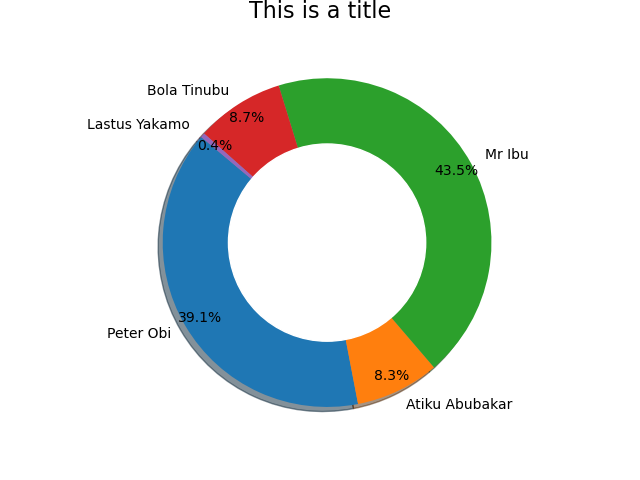 This is a title
Bola Tinubu
8.7%
Lastus Yakamo
0.4%
Mr Ibu
43.5%
39.1%
Peter Obi
8.3%
Atiku Abubakar